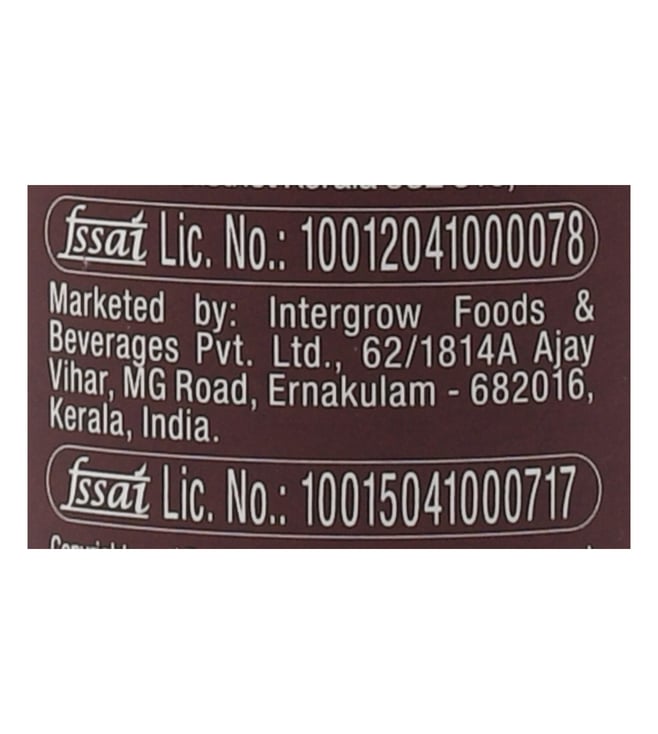 fssai Lic. No.: 10012041000078
Marketed by: Intergrow Foods &
Beverages Pvt. Ltd., 62/1814A Ajay
Vihar, MG Road, Ernakulam - 682016,
Kerala, India.
fssai Lic. No.: 10015041000717